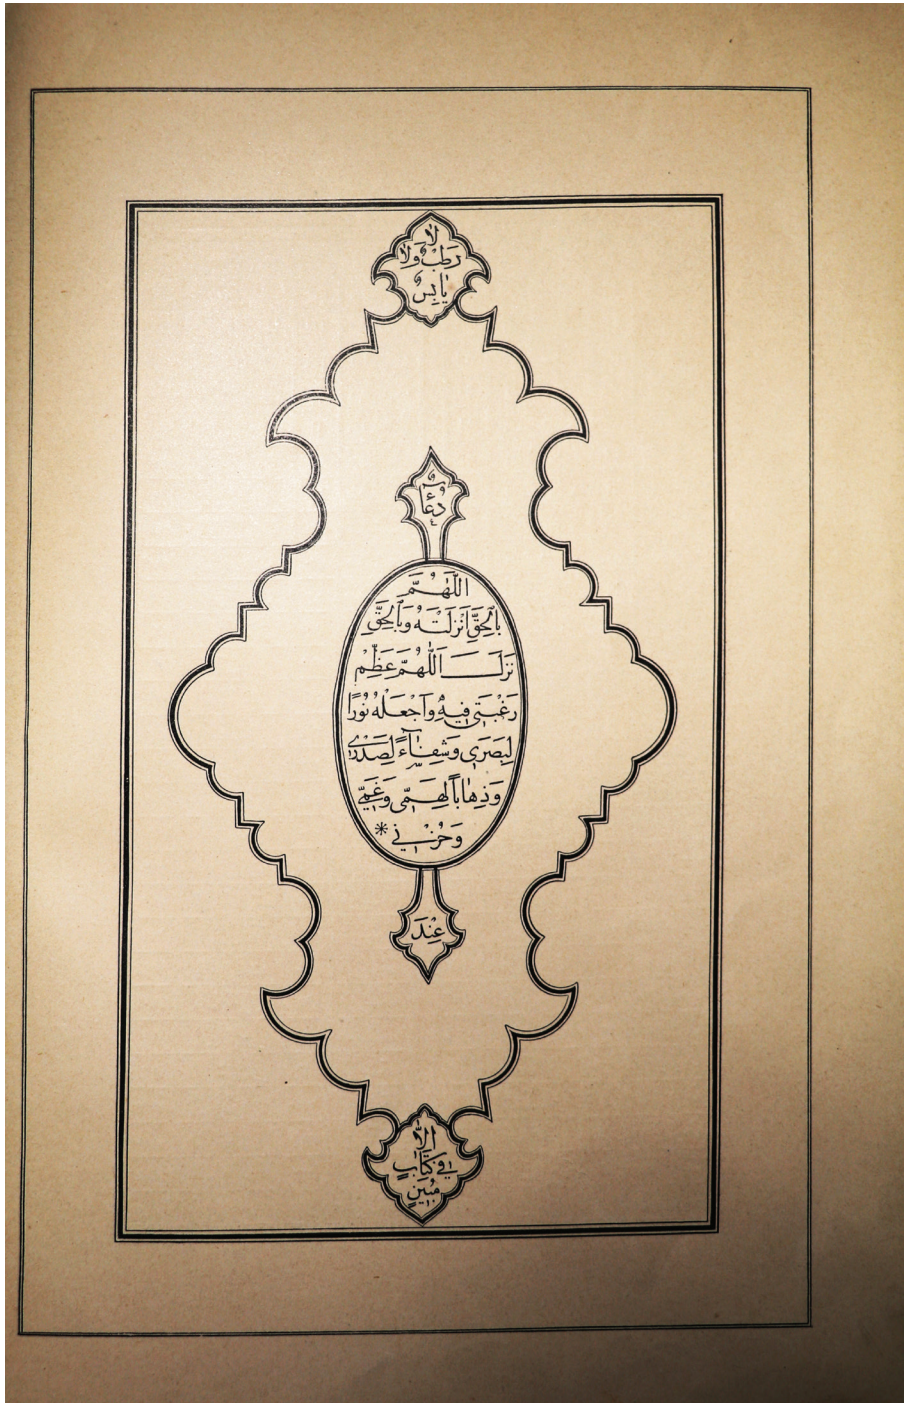 لا
رطب ولا
يابس
دعاء
اللهم
بالحق انزلته وبالحق
نزل اللهم عظم
رغبتي فيه واجعله نورا
لبصري وشفاء لصدري
وذهابا لهمي وغمي
وحزني *
عند
الا
في كتاب
مبين